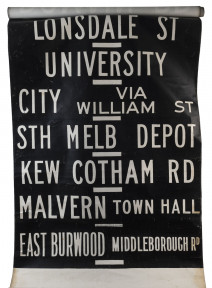 LONSDALE ST
UNIVERSITY
CITY VIA WILLIAM ST
STH MELB DEPOT
KEW COTHAM RD
MALVERN TOWN HALL
EAST BURWOOD MIDDLEBOROUGH RD